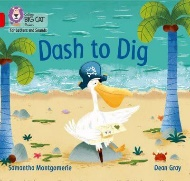 Collins
BIG CAT
Phonics
for Letters and Sounds
Dash to Dig
Samantha Montgomerie
Dean Gray